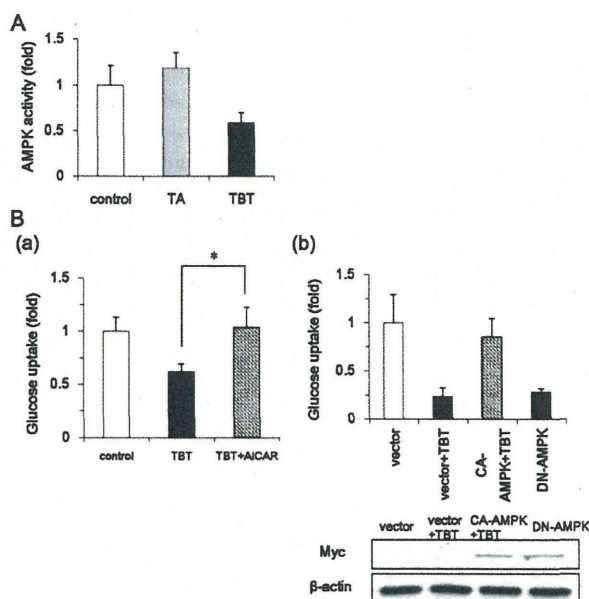 A
AMPK activity (fold)
1.5
1
0.5
0
control TA TBT
B
(a)
Glucose uptake (fold)
1.5
1
0.5
0
*
control TBT TBT+AICAR
(b)
Glucose uptake (fold)
1.5
1
0.5
0
vector
vector+TBT
CA-
AMPK+TBT
DN-AMPK
vector vector CA-AMPK DN-AMPK
+TBT +TBT
Myc
β-actin